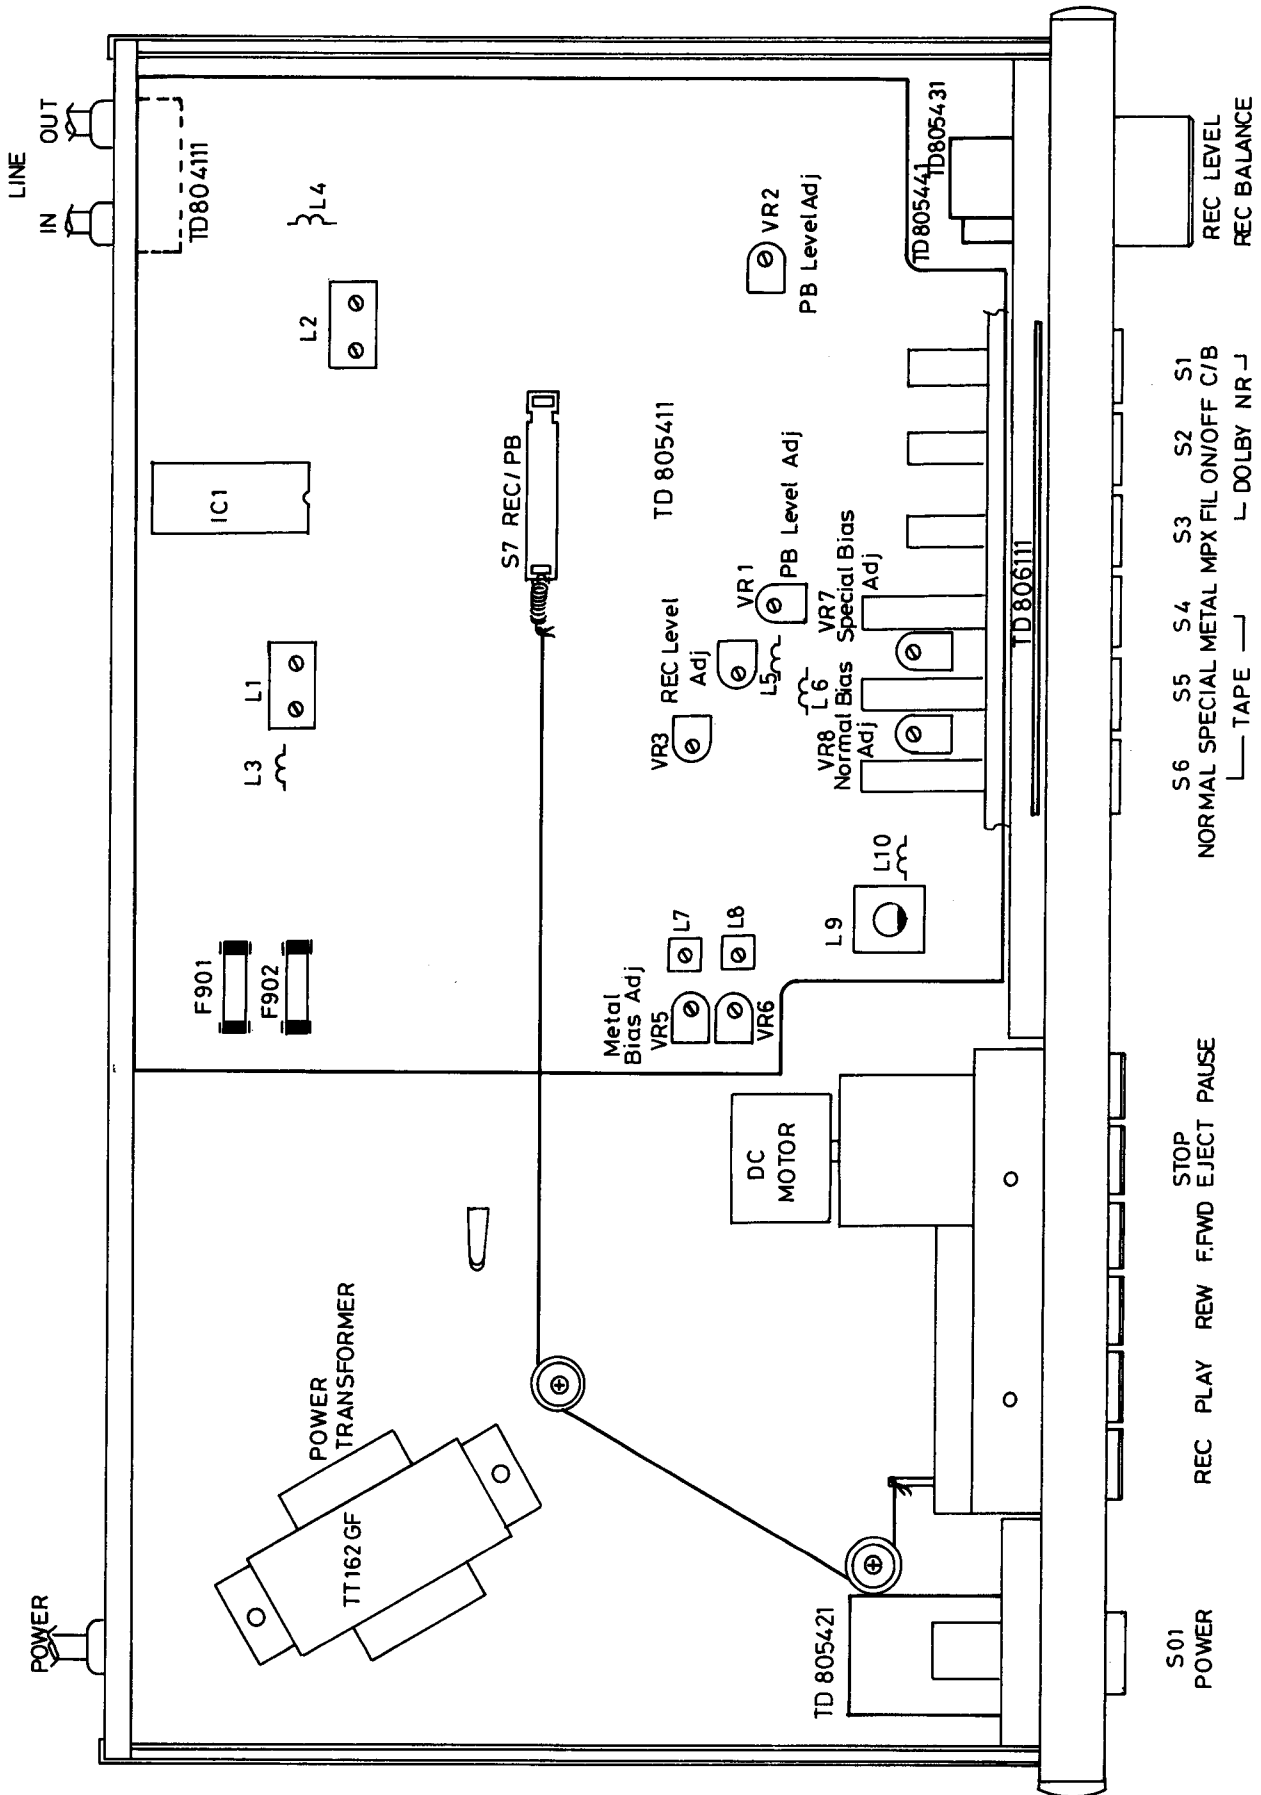 POWER
LINE
IN OUT
TD804111
POWER
TRANSFORMER
TT162GF
F901
F902
L3
L1
IC1
L2
L4
S7 REC/PB
TD 805411
Metal
Bias Adj
VR5
VR6
L7
L8
VR3
REC Level
Adj
L5
L6
VR1
PB Level Adj
VR2
PB Level Adj
VR8
Normal Bias
Adj
VR7
Special Bias
Adj
L9
L10
DC
MOTOR
TD 805421
TD805441
TD805431
TD806111
S01
POWER
REC PLAY REW F.FWD
STOP
EJECT PAUSE
S6 S5 S4 S3 S2 S1
NORMAL SPECIAL METAL MPX FIL ON/OFF C/B
TAPE
DOLBY NR
REC LEVEL
REC BALANCE